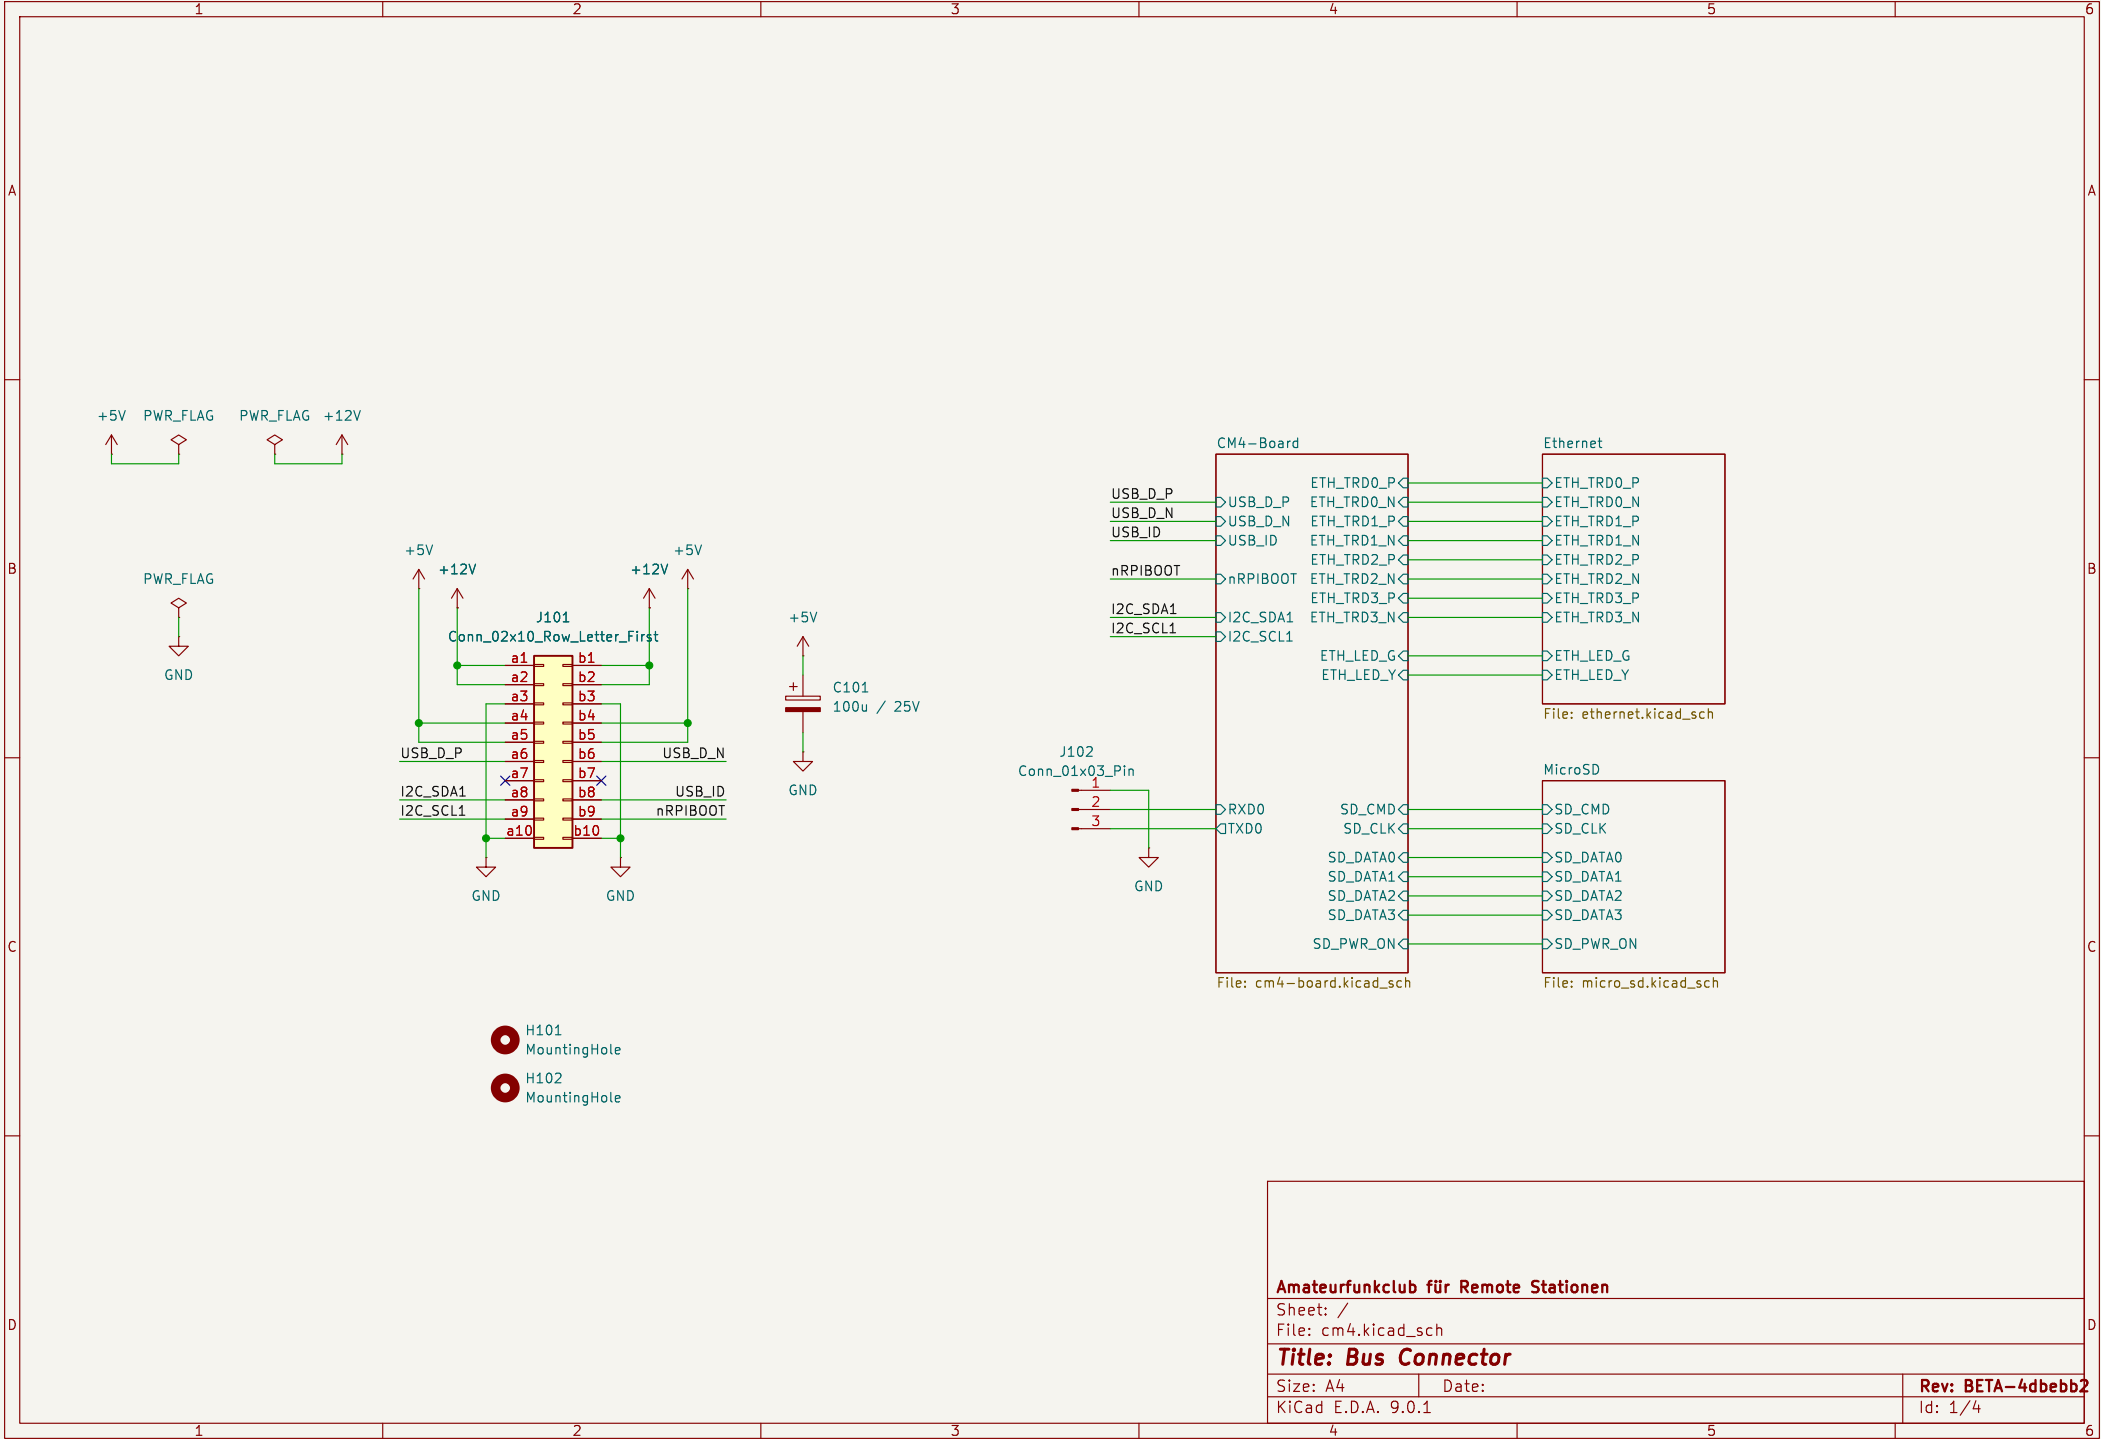 1 2 3 4 5 6
A A
B B
C C
D D
+5V PWR_FLAG PWR_FLAG +12V
PWR_FLAG
GND
+5V +5V
+12V +12V
J101
Conn_02x10_Row_Letter_First
a1 b1
a2 b2
a3 b3
a4 b4
a5 b5
USB_D_P a6 b6 USB_D_N
a7 b7
I2C_SDA1 a8 b8 USB_ID
I2C_SCL1 a9 b9 nRPIBOOT
a10 b10
GND GND
+5V
+
C101
100u / 25V
GND
H101
MountingHole
H102
MountingHole
J102
Conn_01x03_Pin
1
2
3
GND
CM4-Board
USB_D_P
USB_D_N
USB_ID
nRPIBOOT
I2C_SDA1
I2C_SCL1
USB_D_P
USB_D_N
USB_ID
nRPIBOOT
I2C_SDA1
I2C_SCL1
RXD0
TXD0
ETH_TRD0_P
ETH_TRD0_N
ETH_TRD1_P
ETH_TRD1_N
ETH_TRD2_P
ETH_TRD2_N
ETH_TRD3_P
ETH_TRD3_N
ETH_LED_G
ETH_LED_Y
SD_CMD
SD_CLK
SD_DATA0
SD_DATA1
SD_DATA2
SD_DATA3
SD_PWR_ON
File: cm4-board.kicad_sch
Ethernet
ETH_TRD0_P
ETH_TRD0_N
ETH_TRD1_P
ETH_TRD1_N
ETH_TRD2_P
ETH_TRD2_N
ETH_TRD3_P
ETH_TRD3_N
ETH_LED_G
ETH_LED_Y
File: ethernet.kicad_sch
MicroSD
SD_CMD
SD_CLK
SD_DATA0
SD_DATA1
SD_DATA2
SD_DATA3
SD_PWR_ON
File: micro_sd.kicad_sch
Amateurfunkclub für Remote Stationen
Sheet: /
File: cm4.kicad_sch
Title: Bus Connector
Size: A4 Date: Rev: BETA-4dbebb2
KiCad E.D.A. 9.0.1 Id: 1/4
1 2 3 4 5 6